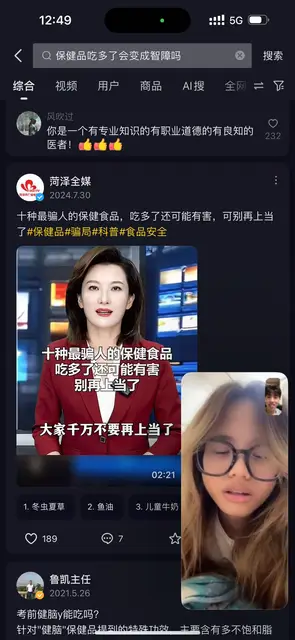 12:49
5G
80
保健品吃多了会变成智障吗
搜索
综合
视频
用户
商品
AI搜
全网
风吹过
你是一个有专业知识的有职业道德的有良知的
医者！👍👍👍
232
菏泽全媒
2024.7.30
十种最骗人的保健食品，吃多了还可能有害，可别再上当
了#保健品#骗局#科普#食品安全
十种最骗人的保健食品
吃多了还可能有害
别再上当了
大家千万不要再上当了
02:21
1. 冬虫夏草
2. 鱼油
3. 儿童牛奶
189
7
鲁凯主任
2021.5.26
考前健脑y能吃吗？
针对“健脑”保健品提到的特殊功效，主要含有多不饱和脂